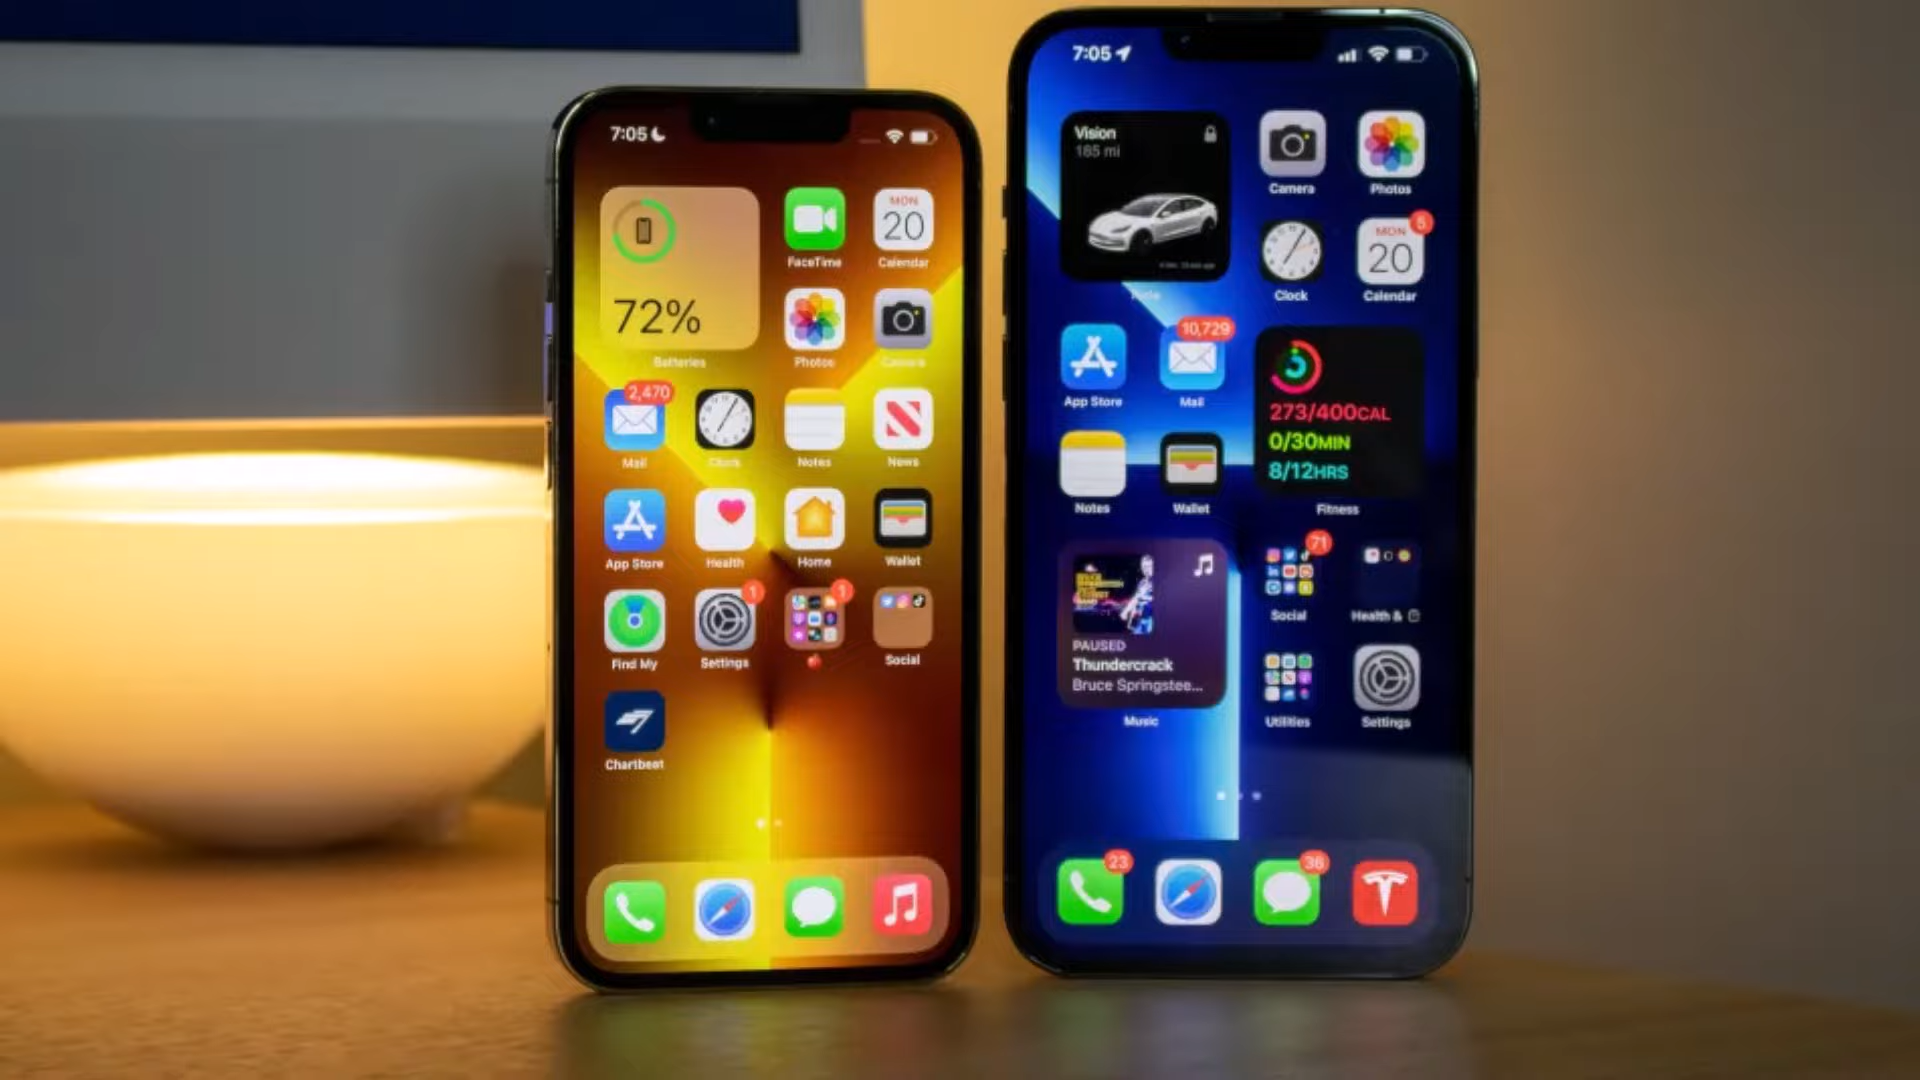 7:05
72%
Batteries
FaceTime
MON
20
Calendar
Photos
Camera
2,470
Mail
Clock
Notes
News
App Store
Health
Home
Wallet
1
1
Find My
Settings
Social
Chartbeat
7:05
Vision
185 mi
Camera
Photos
Clock
MON
20
5
Calendar
10,729
App Store
Mail
273/400CAL
0/30MIN
8/12HRS
Notes
Wallet
Fitness
71
PAUSED
Thundercrack
Bruce Springstee...
Music
Social
Health &
Utilities
Settings
23
36